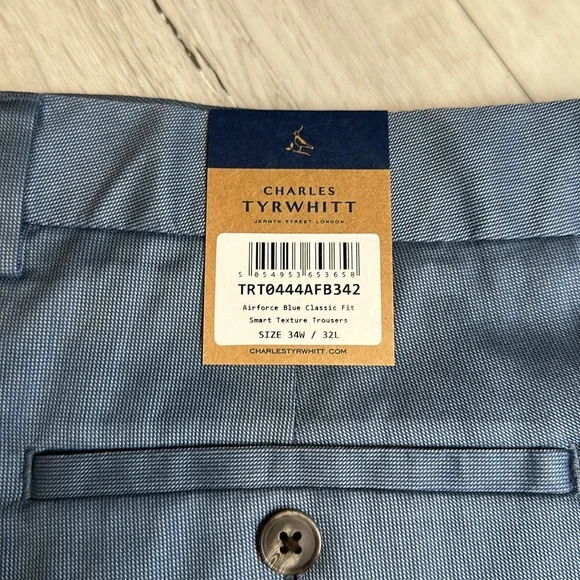 CHARLES
TYRWHITT
JERMYN STREET LONDON
5 054953 653658
TRT0444AFB342
Airforce Blue Classic Fit
Smart Texture Trousers
SIZE 34W / 32L
CHARLESTYRWHITT.COM